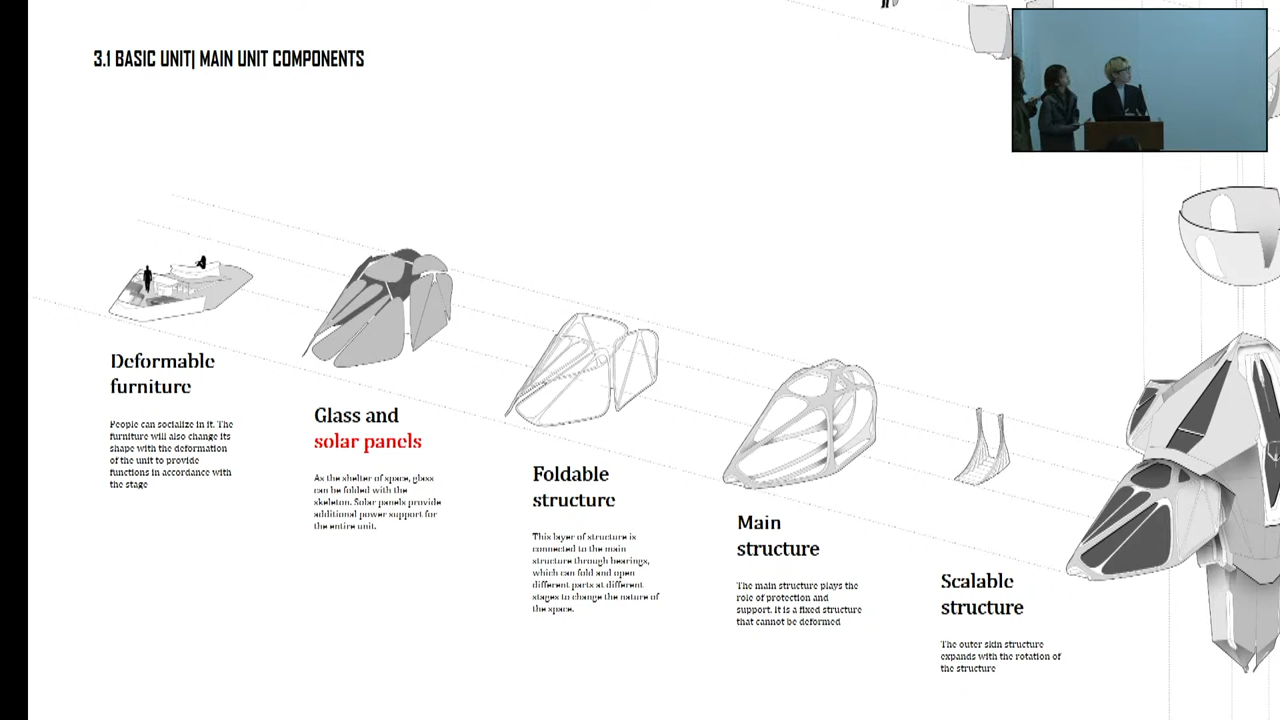 3.1 BASIC UNIT| MAIN UNIT COMPONENTS
Deformable
furniture
People can socialize in it. The
furniture will also change its
shape with the deformation
of the unit to provide
functions in accordance with
the stage
Glass and
solar panels
As the shelter of space, glass
can be folded with the
skeleton. Solar panels provide
additional power support for
the entire unit.
Foldable
structure
This layer of structure is
connected to the main
structure through bearings,
which can fold and open
different parts at different
stages to change the nature of
the space.
Main
structure
The main structure plays the
role of protection and
support. it is a fixed structure
that cannot be deformed
Scalable
structure
The outer skin structure
expands with the rotation of
the structure